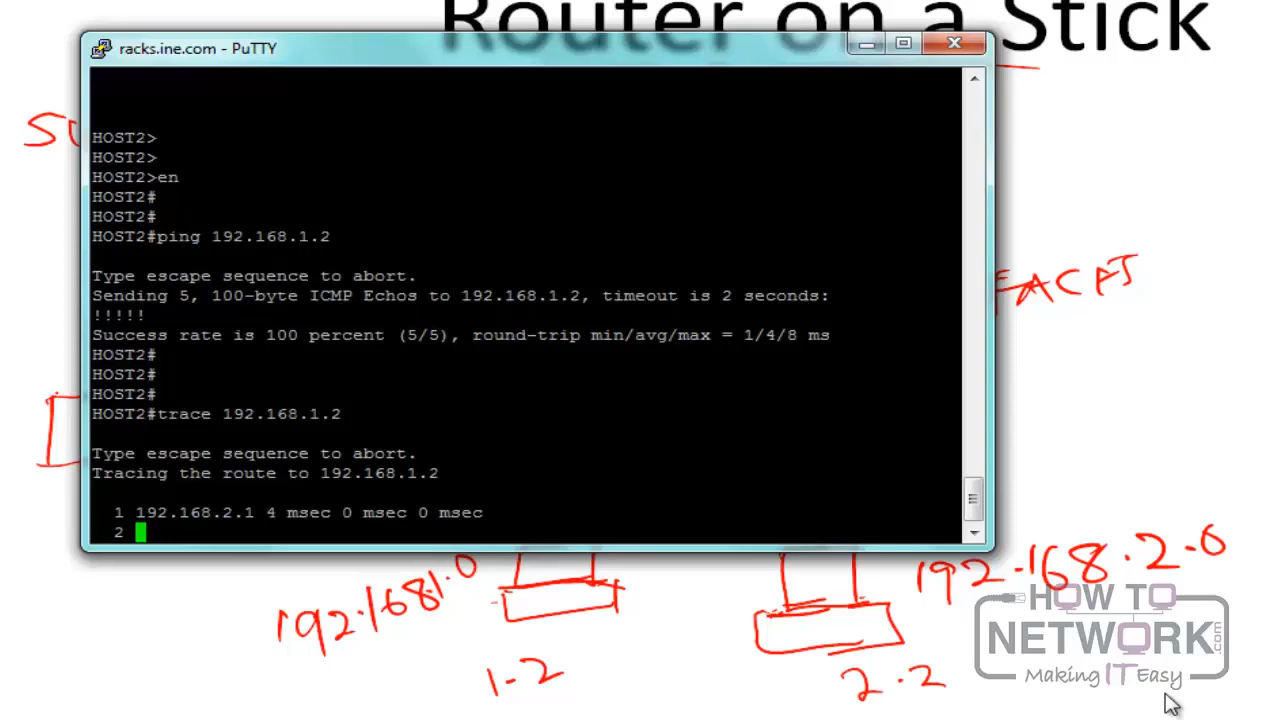 Router on a Stick
racks.ine.com - PuTTY
HOST2>
HOST2>
HOST2>en
HOST2#
HOST2#
HOST2#ping 192.168.1.2
Type escape sequence to abort.
Sending 5, 100-byte ICMP Echos to 192.168.1.2, timeout is 2 seconds:
!!!!!
Success rate is 100 percent (5/5), round-trip min/avg/max = 1/4/8 ms
HOST2#
HOST2#
HOST2#
HOST2#trace 192.168.1.2
Type escape sequence to abort.
Tracing the route to 192.168.1.2
1 192.168.2.1 4 msec 0 msec 0 msec
2
192.168.1.0
192.168.2.0
1.2
2.2
HOW TO
NETWORK.com
Making IT Easy